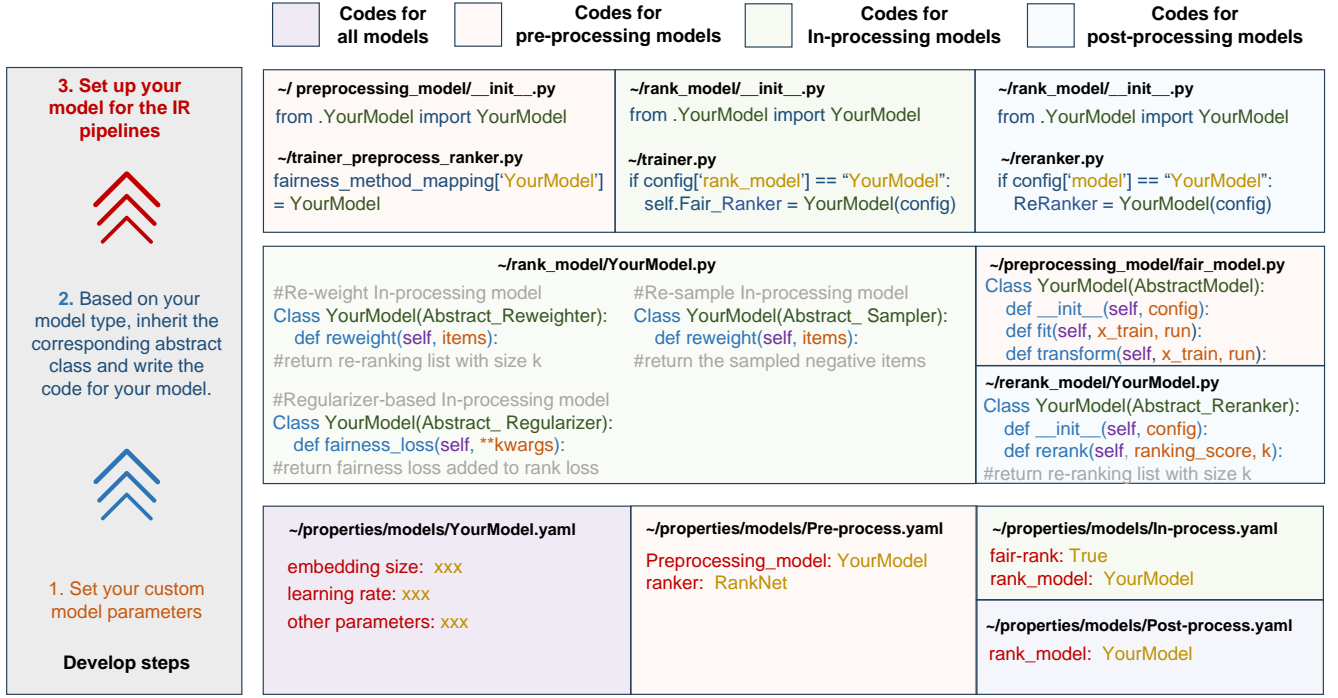 Codes for
all models
Codes for
pre-processing models
Codes for
In-processing models
Codes for
post-processing models
3. Set up your
model for the IR
pipelines
2. Based on your
model type, inherit the
corresponding abstract
class and write the
code for your model.
1. Set your custom
model parameters
Develop steps
~/ preprocessing_model/__init__.py
from .YourModel import YourModel
~/trainer_preprocess_ranker.py
fairness_method_mapping['YourModel']
= YourModel
~/rank_model/__init__.py
from .YourModel import YourModel
~/trainer.py
if config['rank_model'] == “YourModel”:
self.Fair_Ranker = YourModel(config)
~/rank_model/__init__.py
from .YourModel import YourModel
~/reranker.py
if config['model'] == “YourModel”:
ReRanker = YourModel(config)
~/rank_model/YourModel.py
#Re-weight In-processing model
Class YourModel(Abstract_Reweighter):
def reweight(self, items):
#return re-ranking list with size k
#Re-sample In-processing model
Class YourModel(Abstract_ Sampler):
def reweight(self, items):
#return the sampled negative items
#Regularizer-based In-processing model
Class YourModel(Abstract_ Regularizer):
def fairness_loss(self, **kwargs):
#return fairness loss added to rank loss
~/preprocessing_model/fair_model.py
Class YourModel(AbstractModel):
def __init__(self, config):
def fit(self, x_train, run):
def transform(self, x_train, run):
~/rerank_model/YourModel.py
Class YourModel(Abstract_Reranker):
def __init__(self, config):
def rerank(self, ranking_score, k):
#return re-ranking list with size k
~/properties/models/YourModel.yaml
embedding size: xxx
learning rate: xxx
other parameters: xxx
~/properties/models/Pre-process.yaml
Preprocessing_model: YourModel
ranker: RankNet
~/properties/models/In-process.yaml
fair-rank: True
rank_model: YourModel
~/properties/models/Post-process.yaml
rank_model: YourModel